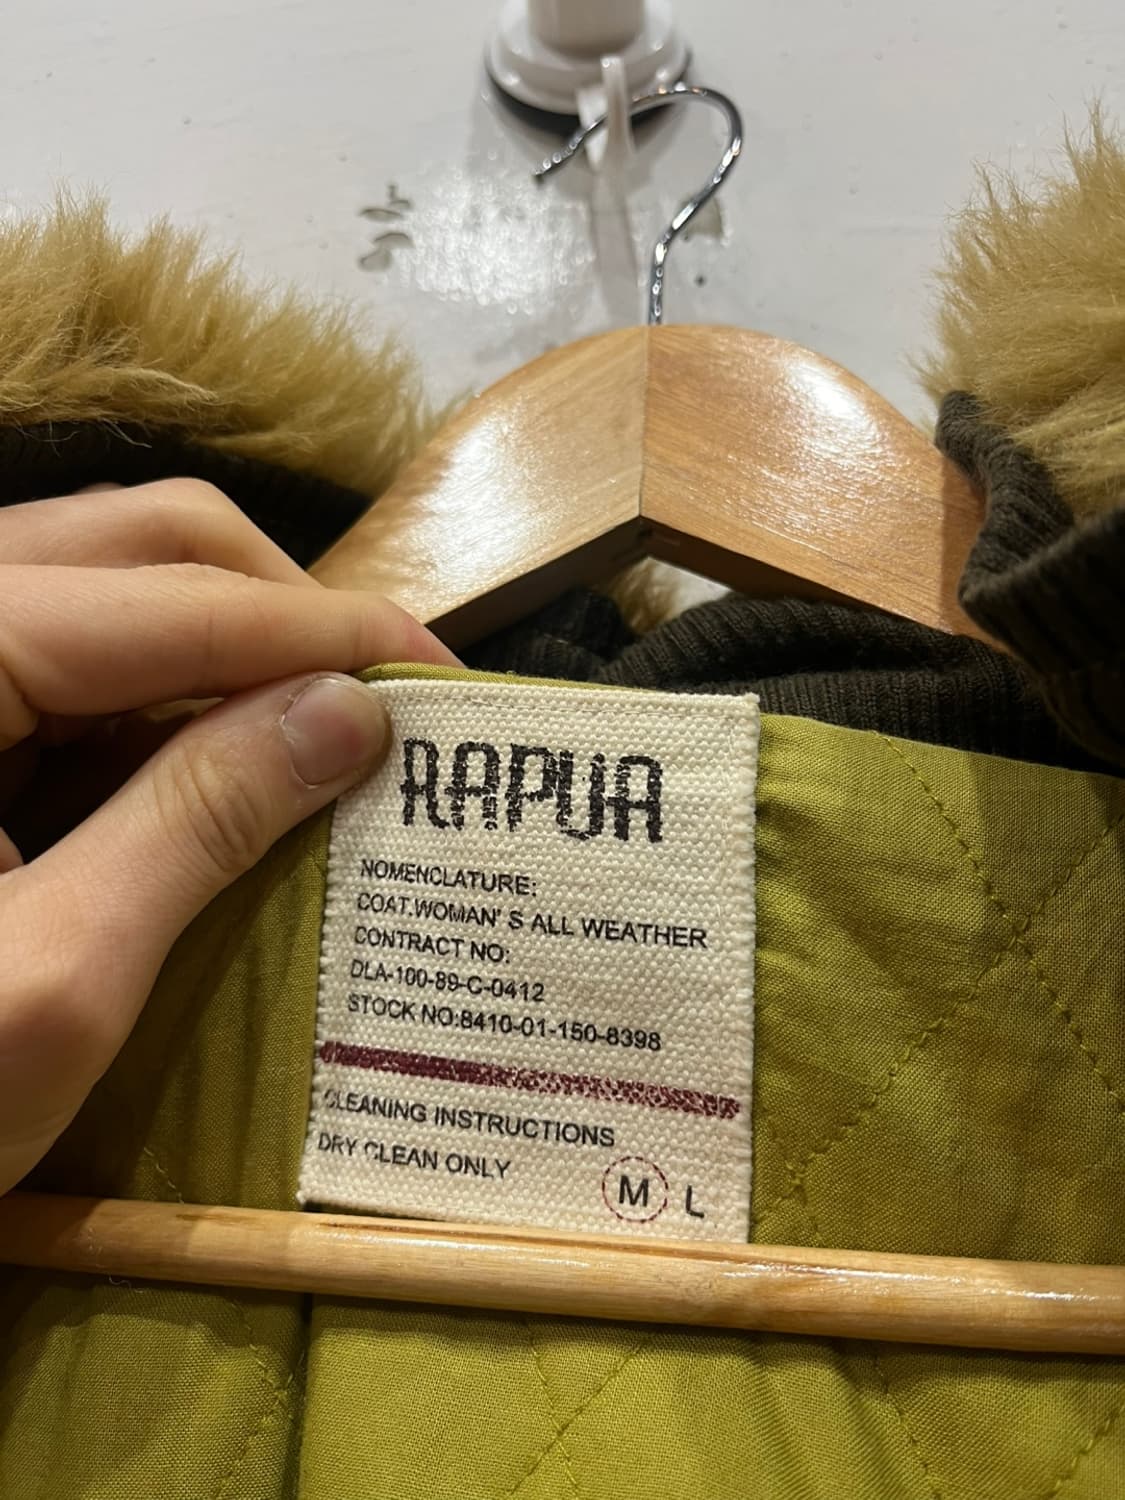 RAPUA
NOMENCLATURE:
COAT.WOMAN' S ALL WEATHER
CONTRACT NO:
DLA-100-89-C-0412
STOCK NO:8410-01-150-8398
CLEANING INSTRUCTIONS
DRY CLEAN ONLY
M L